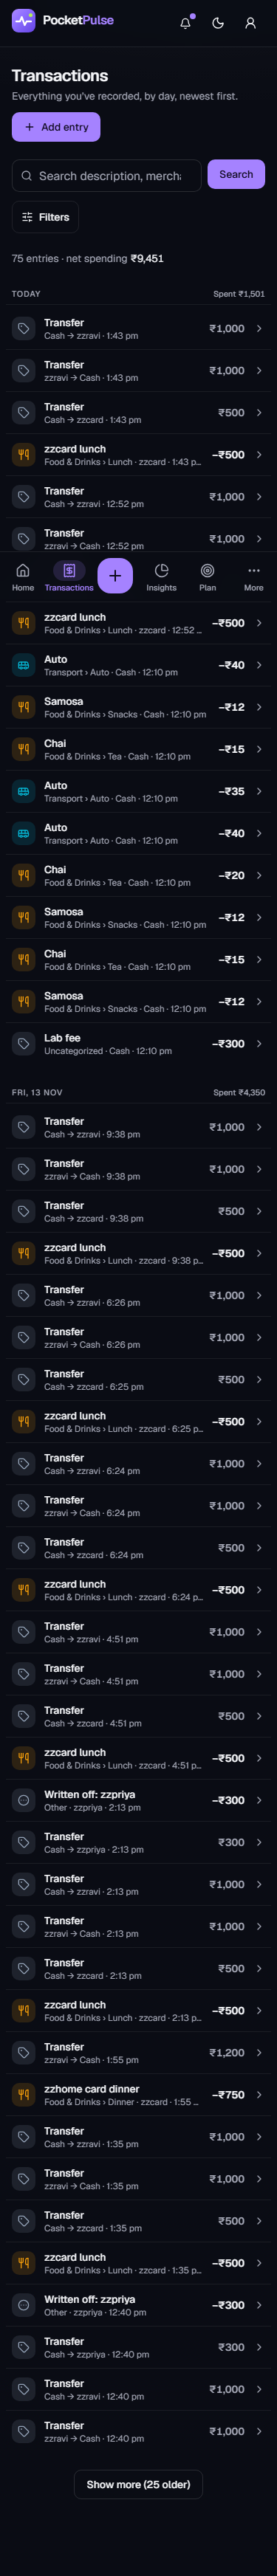 PocketPulse
Transactions
Everything you've recorded, by day, newest first.
Add entry
Search description, mercha
Search
Filters
75 entries · net spending ₹9,451
TODAY
Spent ₹1,501
Transfer
Cash → zzravi · 1:43 pm
₹1,000
Transfer
zzravi → Cash · 1:43 pm
₹1,000
Transfer
Cash → zzcard · 1:43 pm
₹500
zzcard lunch
Food & Drinks › Lunch · zzcard · 1:43 p...
−₹500
Transfer
Cash → zzravi · 12:52 pm
₹1,000
Transfer
zzravi → Cash · 12:52 pm
₹1,000
Home
Transactions
Insights
Plan
More
zzcard lunch
Food & Drinks › Lunch · zzcard · 12:52 ...
−₹500
Auto
Transport › Auto · Cash · 12:10 pm
−₹40
Samosa
Food & Drinks › Snacks · Cash · 12:10 pm
−₹12
Chai
Food & Drinks › Tea · Cash · 12:10 pm
−₹15
Auto
Transport › Auto · Cash · 12:10 pm
−₹35
Auto
Transport › Auto · Cash · 12:10 pm
−₹40
Chai
Food & Drinks › Tea · Cash · 12:10 pm
−₹20
Samosa
Food & Drinks › Snacks · Cash · 12:10 pm
−₹12
Chai
Food & Drinks › Tea · Cash · 12:10 pm
−₹15
Samosa
Food & Drinks › Snacks · Cash · 12:10 pm
−₹12
Lab fee
Uncategorized · Cash · 12:10 pm
−₹300
FRI, 13 NOV
Spent ₹4,350
Transfer
Cash → zzravi · 9:38 pm
₹1,000
Transfer
zzravi → Cash · 9:38 pm
₹1,000
Transfer
Cash → zzcard · 9:38 pm
₹500
zzcard lunch
Food & Drinks › Lunch · zzcard · 9:38 p...
−₹500
Transfer
Cash → zzravi · 6:26 pm
₹1,000
Transfer
zzravi → Cash · 6:26 pm
₹1,000
Transfer
Cash → zzcard · 6:25 pm
₹500
zzcard lunch
Food & Drinks › Lunch · zzcard · 6:25 p...
−₹500
Transfer
Cash → zzravi · 6:24 pm
₹1,000
Transfer
zzravi → Cash · 6:24 pm
₹1,000
Transfer
Cash → zzcard · 6:24 pm
₹500
zzcard lunch
Food & Drinks › Lunch · zzcard · 6:24 p...
−₹500
Transfer
Cash → zzravi · 4:51 pm
₹1,000
Transfer
zzravi → Cash · 4:51 pm
₹1,000
Transfer
Cash → zzcard · 4:51 pm
₹500
zzcard lunch
Food & Drinks › Lunch · zzcard · 4:51 p...
−₹500
Written off: zzpriya
Other · zzpriya · 2:13 pm
−₹300
Transfer
Cash → zzpriya · 2:13 pm
₹300
Transfer
Cash → zzravi · 2:13 pm
₹1,000
Transfer
zzravi → Cash · 2:13 pm
₹1,000
Transfer
Cash → zzcard · 2:13 pm
₹500
zzcard lunch
Food & Drinks › Lunch · zzcard · 2:13 p...
−₹500
Transfer
zzravi → Cash · 1:55 pm
₹1,200
zzhome card dinner
Food & Drinks › Dinner · zzcard · 1:55 ...
−₹750
Transfer
Cash → zzravi · 1:35 pm
₹1,000
Transfer
zzravi → Cash · 1:35 pm
₹1,000
Transfer
Cash → zzcard · 1:35 pm
₹500
zzcard lunch
Food & Drinks › Lunch · zzcard · 1:35 p...
−₹500
Written off: zzpriya
Other · zzpriya · 12:40 pm
−₹300
Transfer
Cash → zzpriya · 12:40 pm
₹300
Transfer
Cash → zzravi · 12:40 pm
₹1,000
Transfer
zzravi → Cash · 12:40 pm
₹1,000
Show more (25 older)